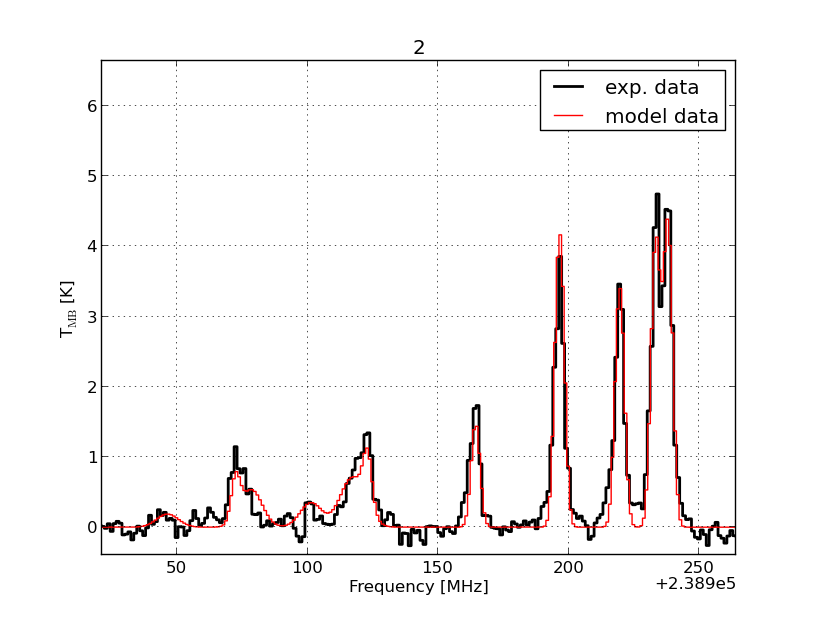 2
exp. data
model data
6
5
4
3
2
1
0
T_MB [K]
50
100
150
200
250
Frequency [MHz]
+2.389e5